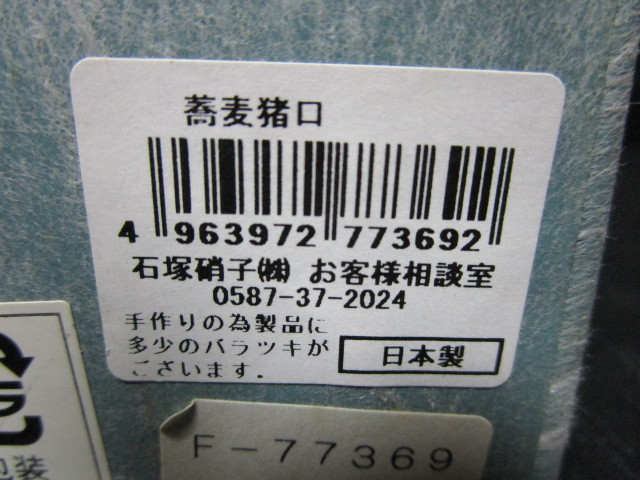 蕎麦猪口
4 963972 773692
石塚硝子㈱ お客様相談室
0587-37-2024
手作りの為製品に
多少のバラツキが
ございます.
日本製
F-77369
包装